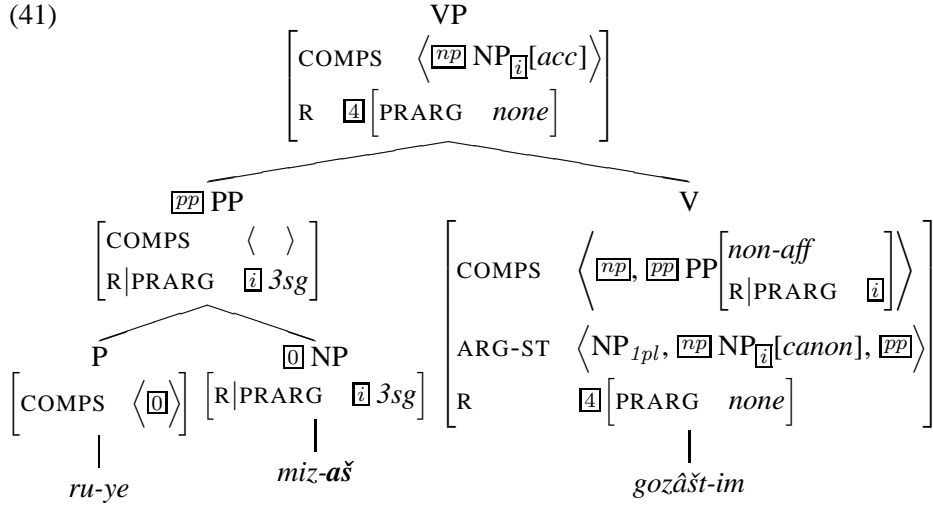 (41) VP
[COMPS ⟨[np] NP[i][acc]⟩]
[R [4][PRARG none]]
[pp] PP V
[COMPS ⟨ ⟩]
[R|PRARG [i] 3sg]
[COMPS ⟨[np], [pp] PP[non-aff R|PRARG [i]]⟩]
[ARG-ST ⟨NP1pl, [np] NP[i][canon], [pp]⟩]
[R [4][PRARG none]]
P [0] NP
[COMPS ⟨[0]⟩] [R|PRARG [i] 3sg]
ru-ye miz-aš gozâšt-im